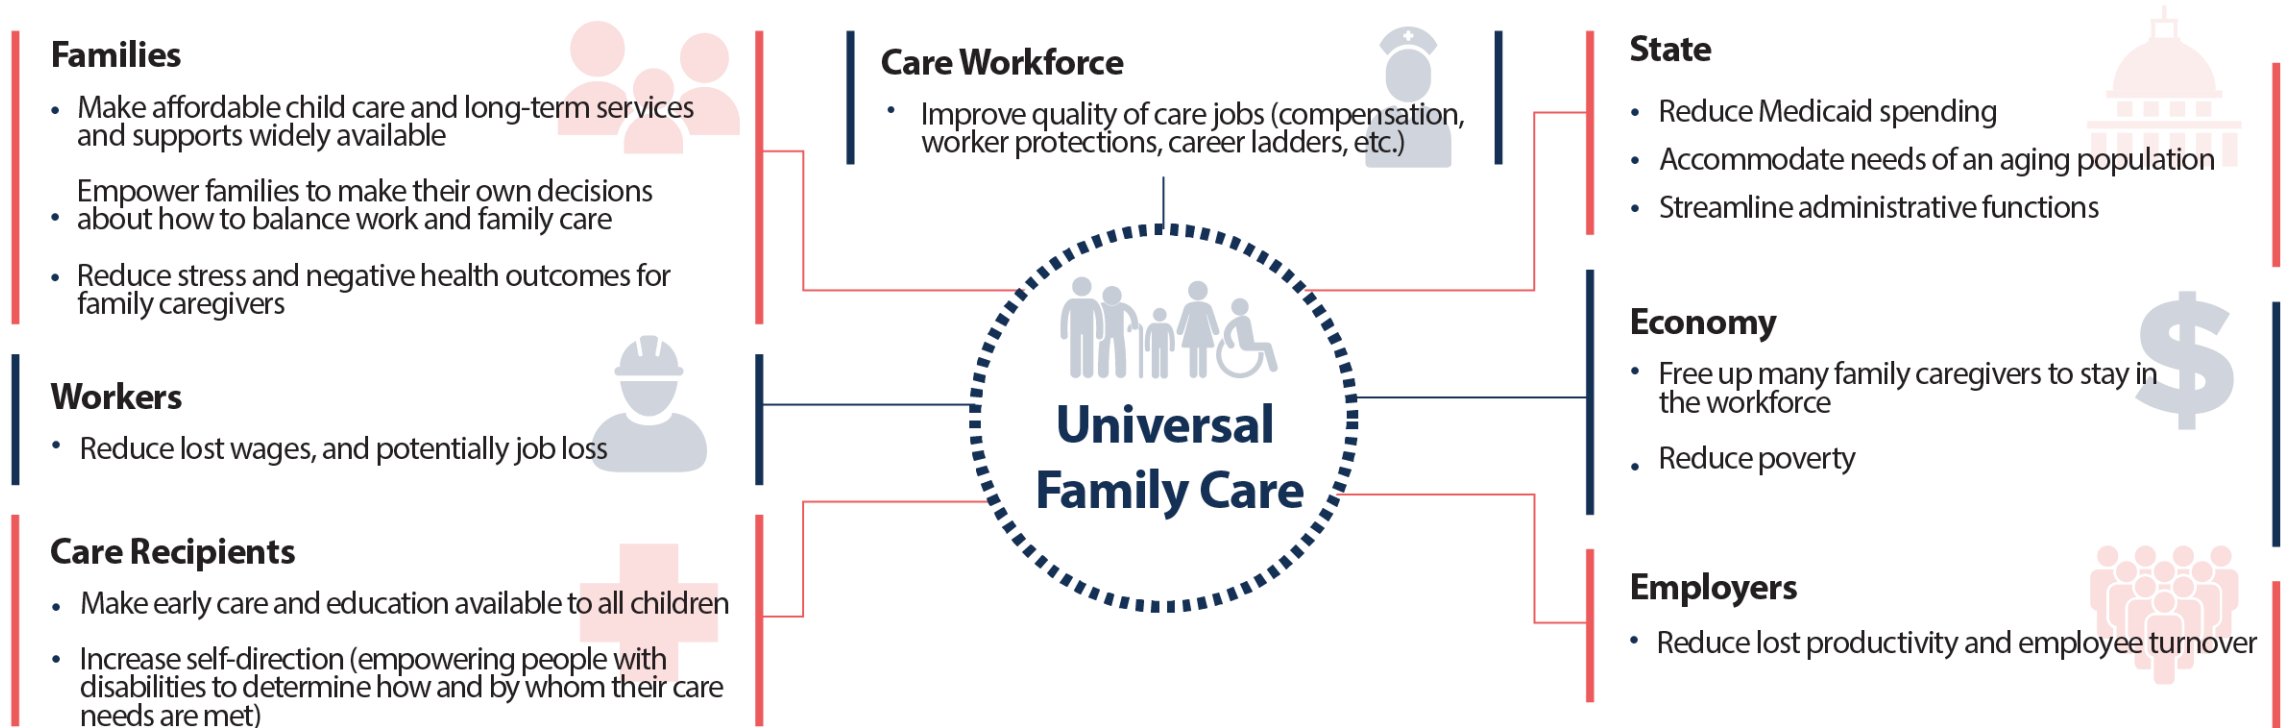 Families
• Make affordable child care and long-term services
and supports widely available
Empower families to make their own decisions
• about how to balance work and family care
• Reduce stress and negative health outcomes for
family caregivers
Workers
• Reduce lost wages, and potentially job loss
Care Recipients
• Make early care and education available to all children
• Increase self-direction (empowering people with
disabilities to determine how and by whom their care
needs are met)
Care Workforce
• Improve quality of care jobs (compensation,
worker protections, career ladders, etc.)
Universal
Family Care
State
• Reduce Medicaid spending
• Accommodate needs of an aging population
• Streamline administrative functions
Economy
• Free up many family caregivers to stay in
the workforce
• Reduce poverty
$
Employers
• Reduce lost productivity and employee turnover